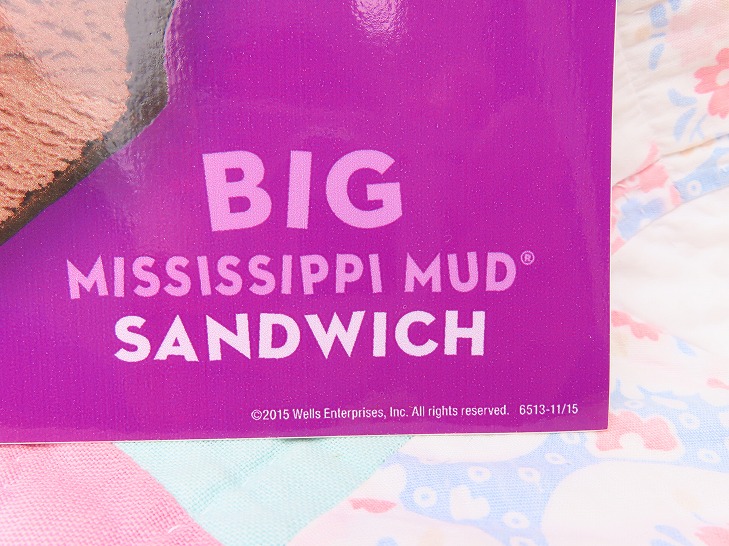 BIG
MISSISSIPPI MUD®
SANDWICH
©2015 Wells Enterprises, Inc. All rights reserved. 6513-11/15